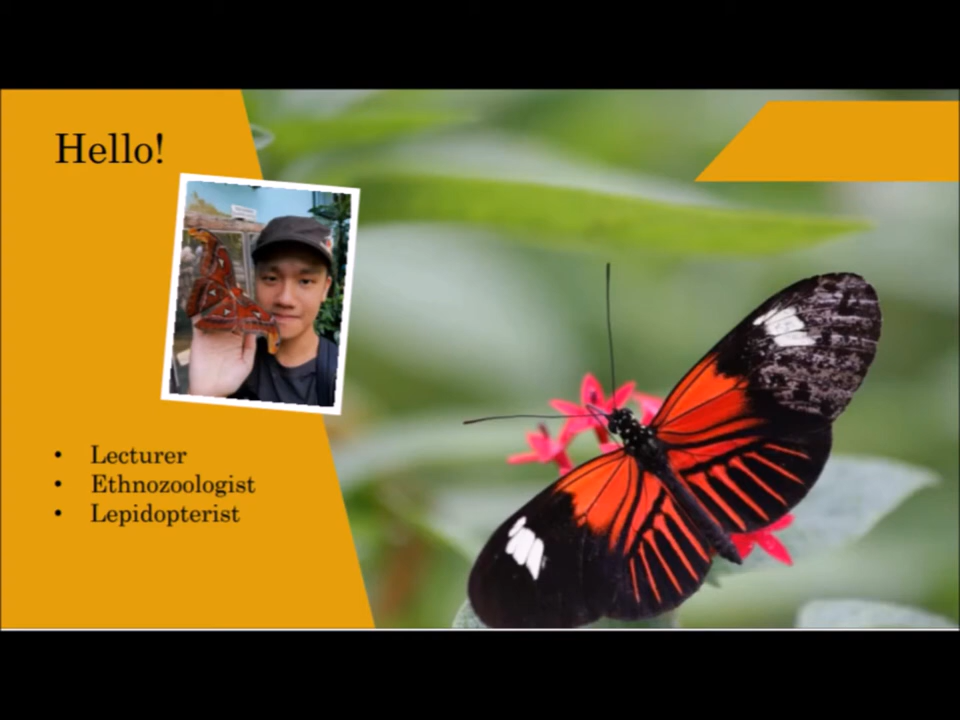 Hello!
• Lecturer
• Ethnozoologist
• Lepidopterist